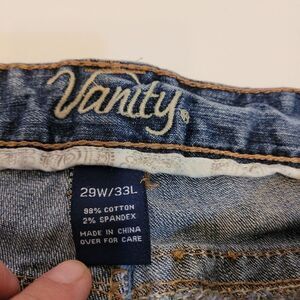 Vanity®
29W/33L
98% COTTON
2% SPANDEX
MADE IN CHINA
OVER FOR CARE